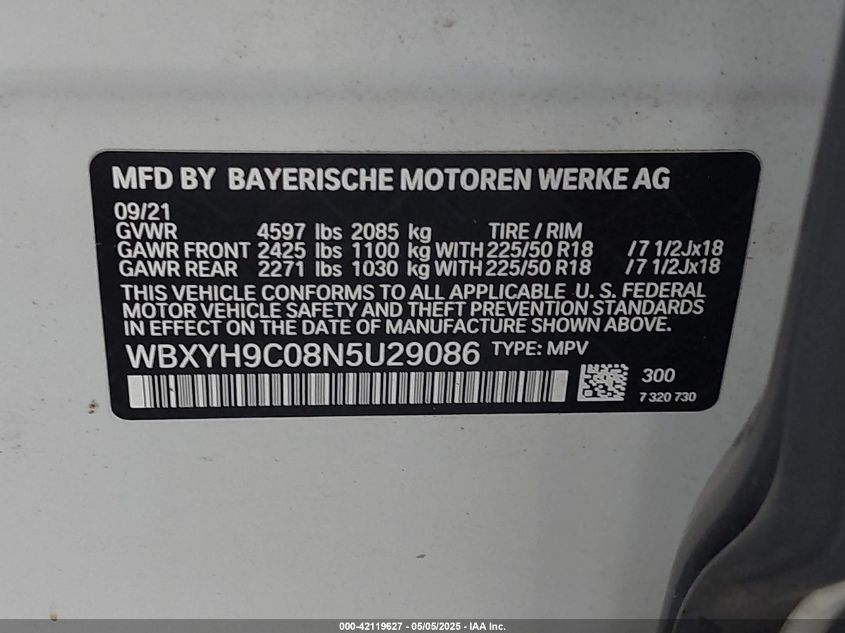 MFD BY BAYERISCHE MOTOREN WERKE AG
09/21
GVWR 4597 lbs 2085 kg TIRE / RIM
GAWR FRONT 2425 lbs 1100 kg WITH 225/50 R18 /7 1/2Jx18
GAWR REAR 2271 lbs 1030 kg WITH 225/50 R18 /7 1/2Jx18
THIS VEHICLE CONFORMS TO ALL APPLICABLE U. S. FEDERAL
MOTOR VEHICLE SAFETY AND THEFT PREVENTION STANDARDS
IN EFFECT ON THE DATE OF MANUFACTURE SHOWN ABOVE.
WBXYH9C08N5U29086 TYPE: MPV
300
7 320 730
000-42119627 - 05/05/2025 - IAA Inc.